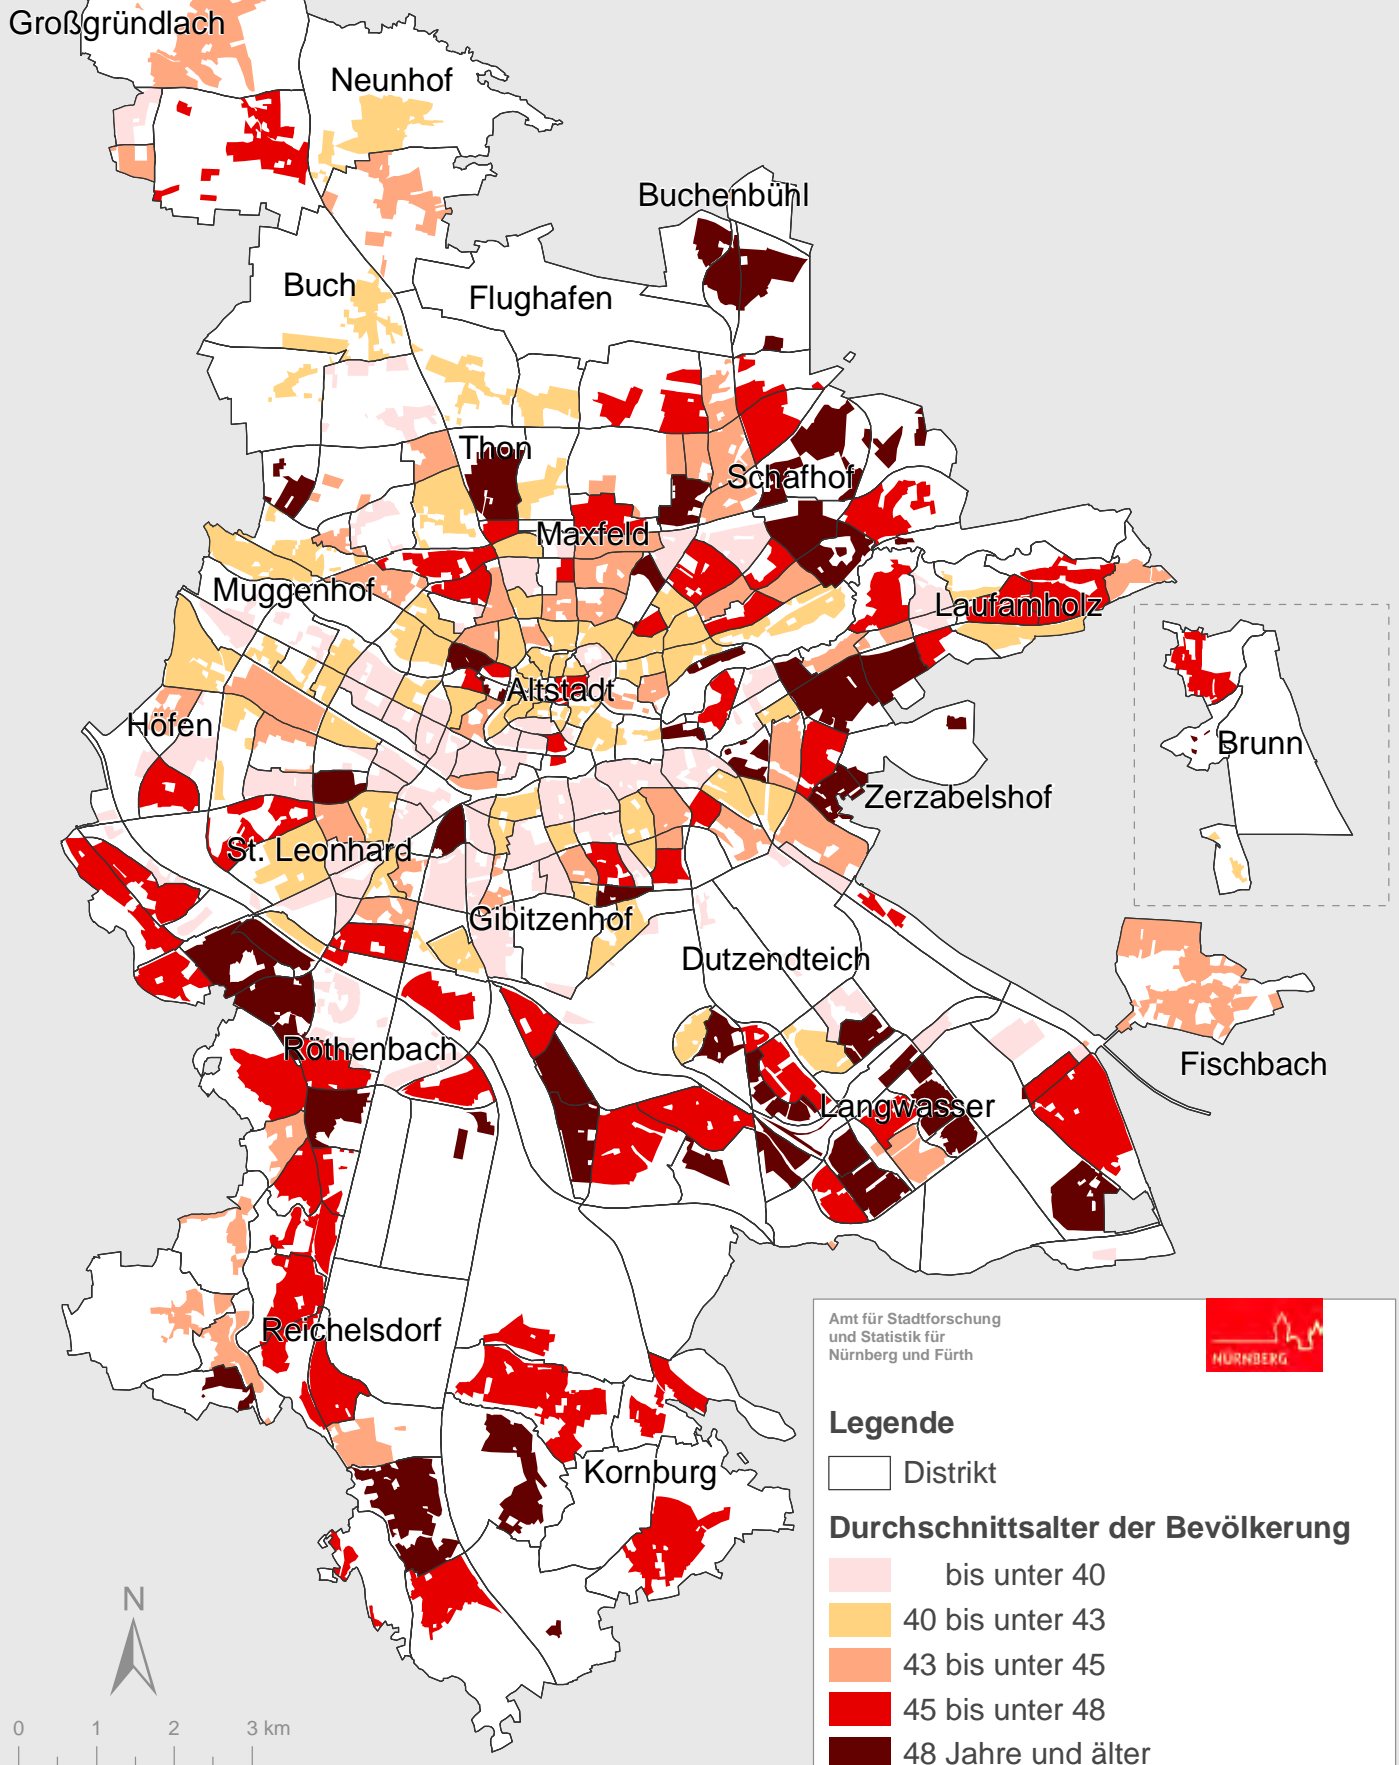 Großgründlach
Neunhof
Buchenbühl
Buch
Flughafen
Thon
Schafhof
Maxfeld
Muggenhof
Laufamholz
Altstadt
Höfen
Brunn
Zerzabelshof
St. Leonhard
Gibitzenhof
Dutzendteich
Röthenbach
Fischbach
Langwasser
Reichelsdorf
Kornburg
Amt für Stadtforschung
und Statistik für
Nürnberg und Fürth
NÜRNBERG
Legende
Distrikt
Durchschnittsalter der Bevölkerung
bis unter 40
40 bis unter 43
43 bis unter 45
45 bis unter 48
48 Jahre und älter
N
0 1 2 3 km